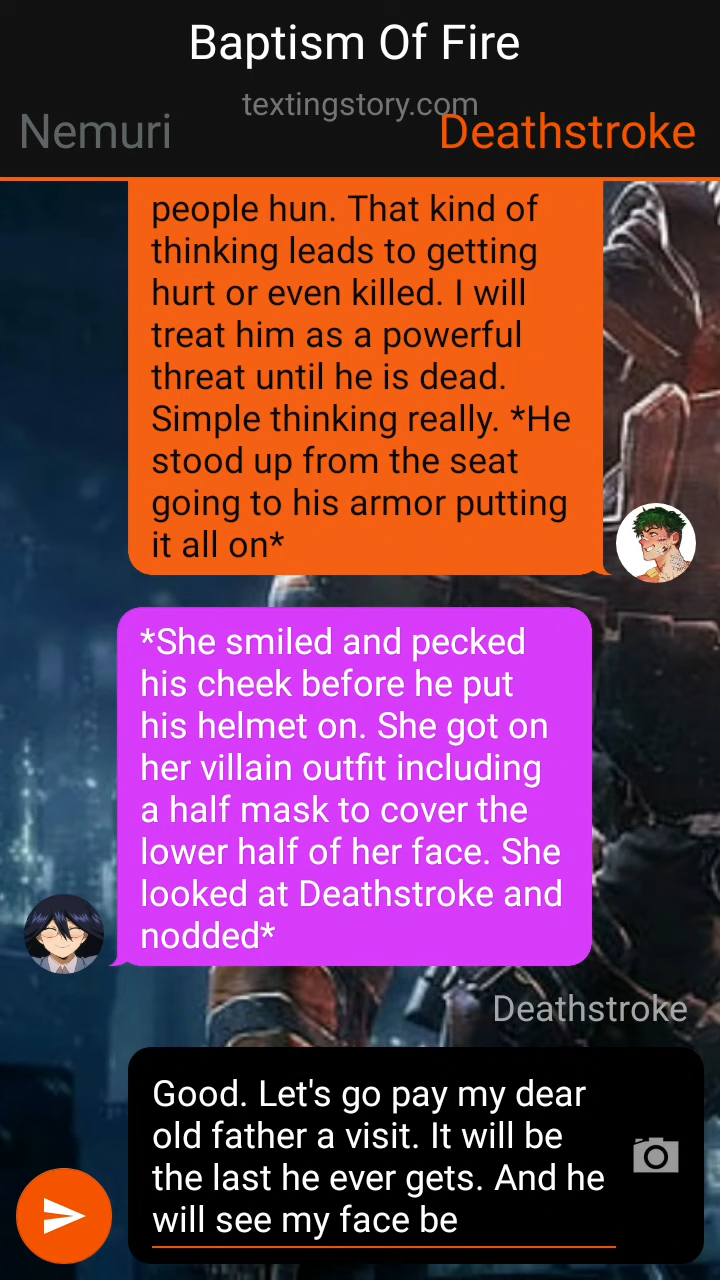 Baptism Of Fire
textingstory.com
Nemuri
Deathstroke
people hun. That kind of
thinking leads to getting
hurt or even killed. I will
treat him as a powerful
threat until he is dead.
Simple thinking really. *He
stood up from the seat
going to his armor putting
it all on*
*She smiled and pecked
his cheek before he put
his helmet on. She got on
her villain outfit including
a half mask to cover the
lower half of her face. She
looked at Deathstroke and
nodded*
Deathstroke
Good. Let's go pay my dear
old father a visit. It will be
the last he ever gets. And he
will see my face be